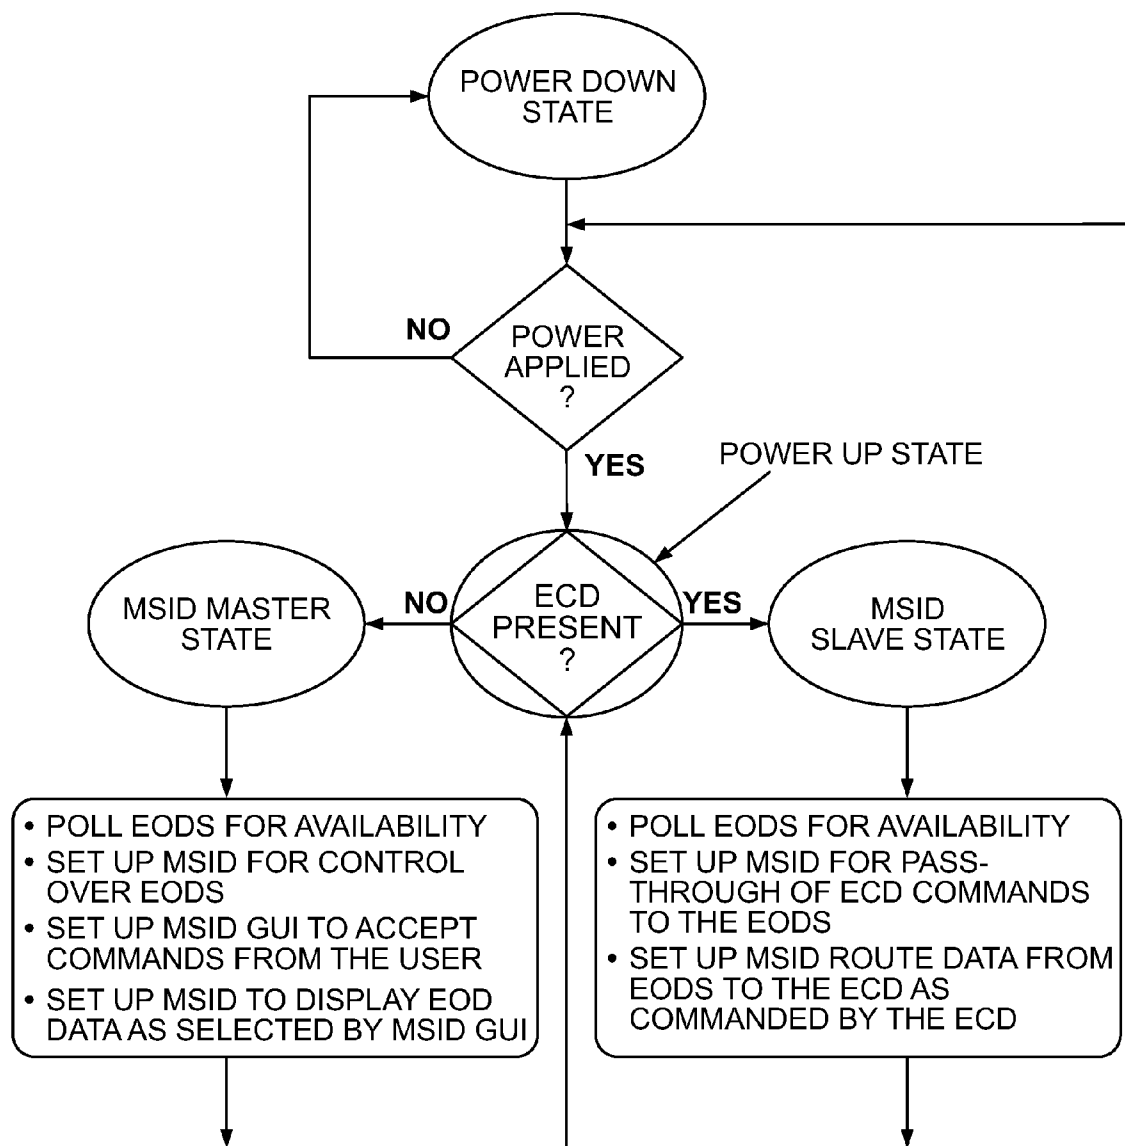 POWER DOWN
STATE
NO
POWER
APPLIED
?
YES
POWER UP STATE
MSID MASTER
STATE
NO
ECD
PRESENT
?
YES
MSID
SLAVE STATE
• POLL EODS FOR AVAILABILITY
• SET UP MSID FOR CONTROL
OVER EODS
• SET UP MSID GUI TO ACCEPT
COMMANDS FROM THE USER
• SET UP MSID TO DISPLAY EOD
DATA AS SELECTED BY MSID GUI
• POLL EODS FOR AVAILABILITY
• SET UP MSID FOR PASS-
THROUGH OF ECD COMMANDS
TO THE EODS
• SET UP MSID ROUTE DATA FROM
EODS TO THE ECD AS
COMMANDED BY THE ECD